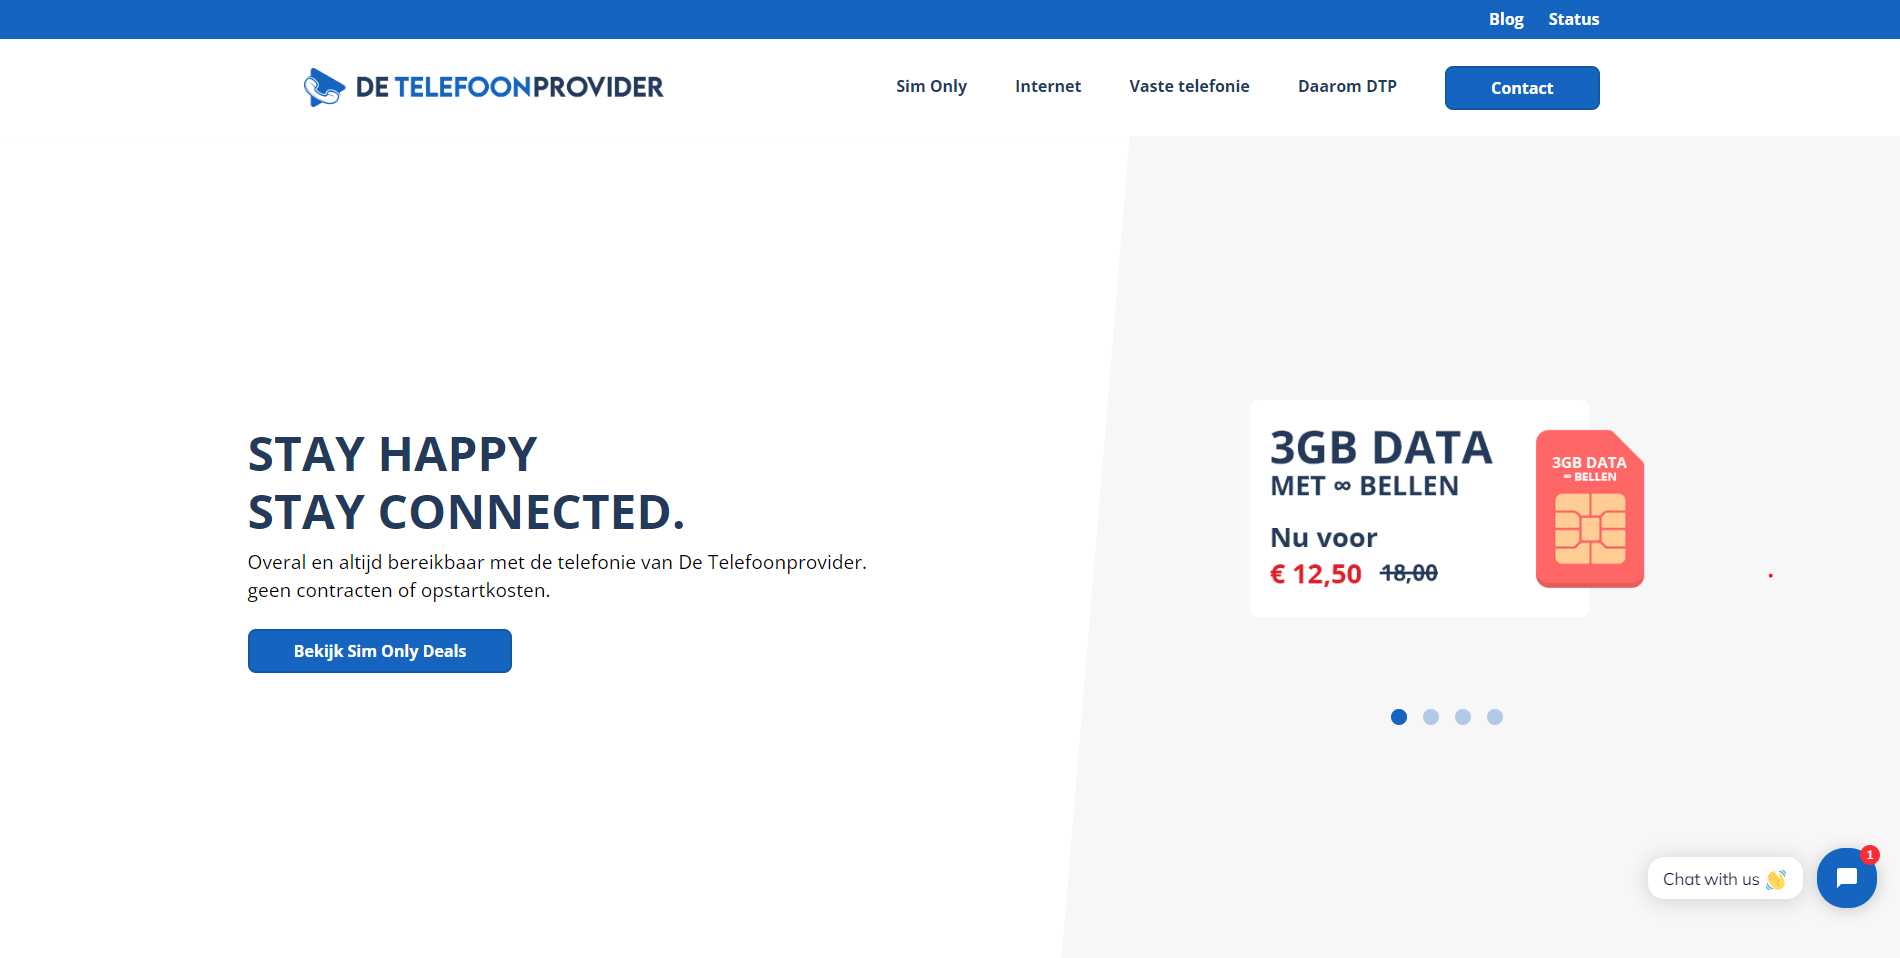 Blog Status
DE TELEFOONPROVIDER
Sim Only Internet Vaste telefonie Daarom DTP Contact
STAY HAPPY
STAY CONNECTED.
Overal en altijd bereikbaar met de telefonie van De Telefoonprovider.
geen contracten of opstartkosten.
Bekijk Sim Only Deals
3GB DATA
MET ∞ BELLEN
Nu voor
€ 12,50 18,00
3GB DATA
∞ BELLEN
Chat with us 👋
1